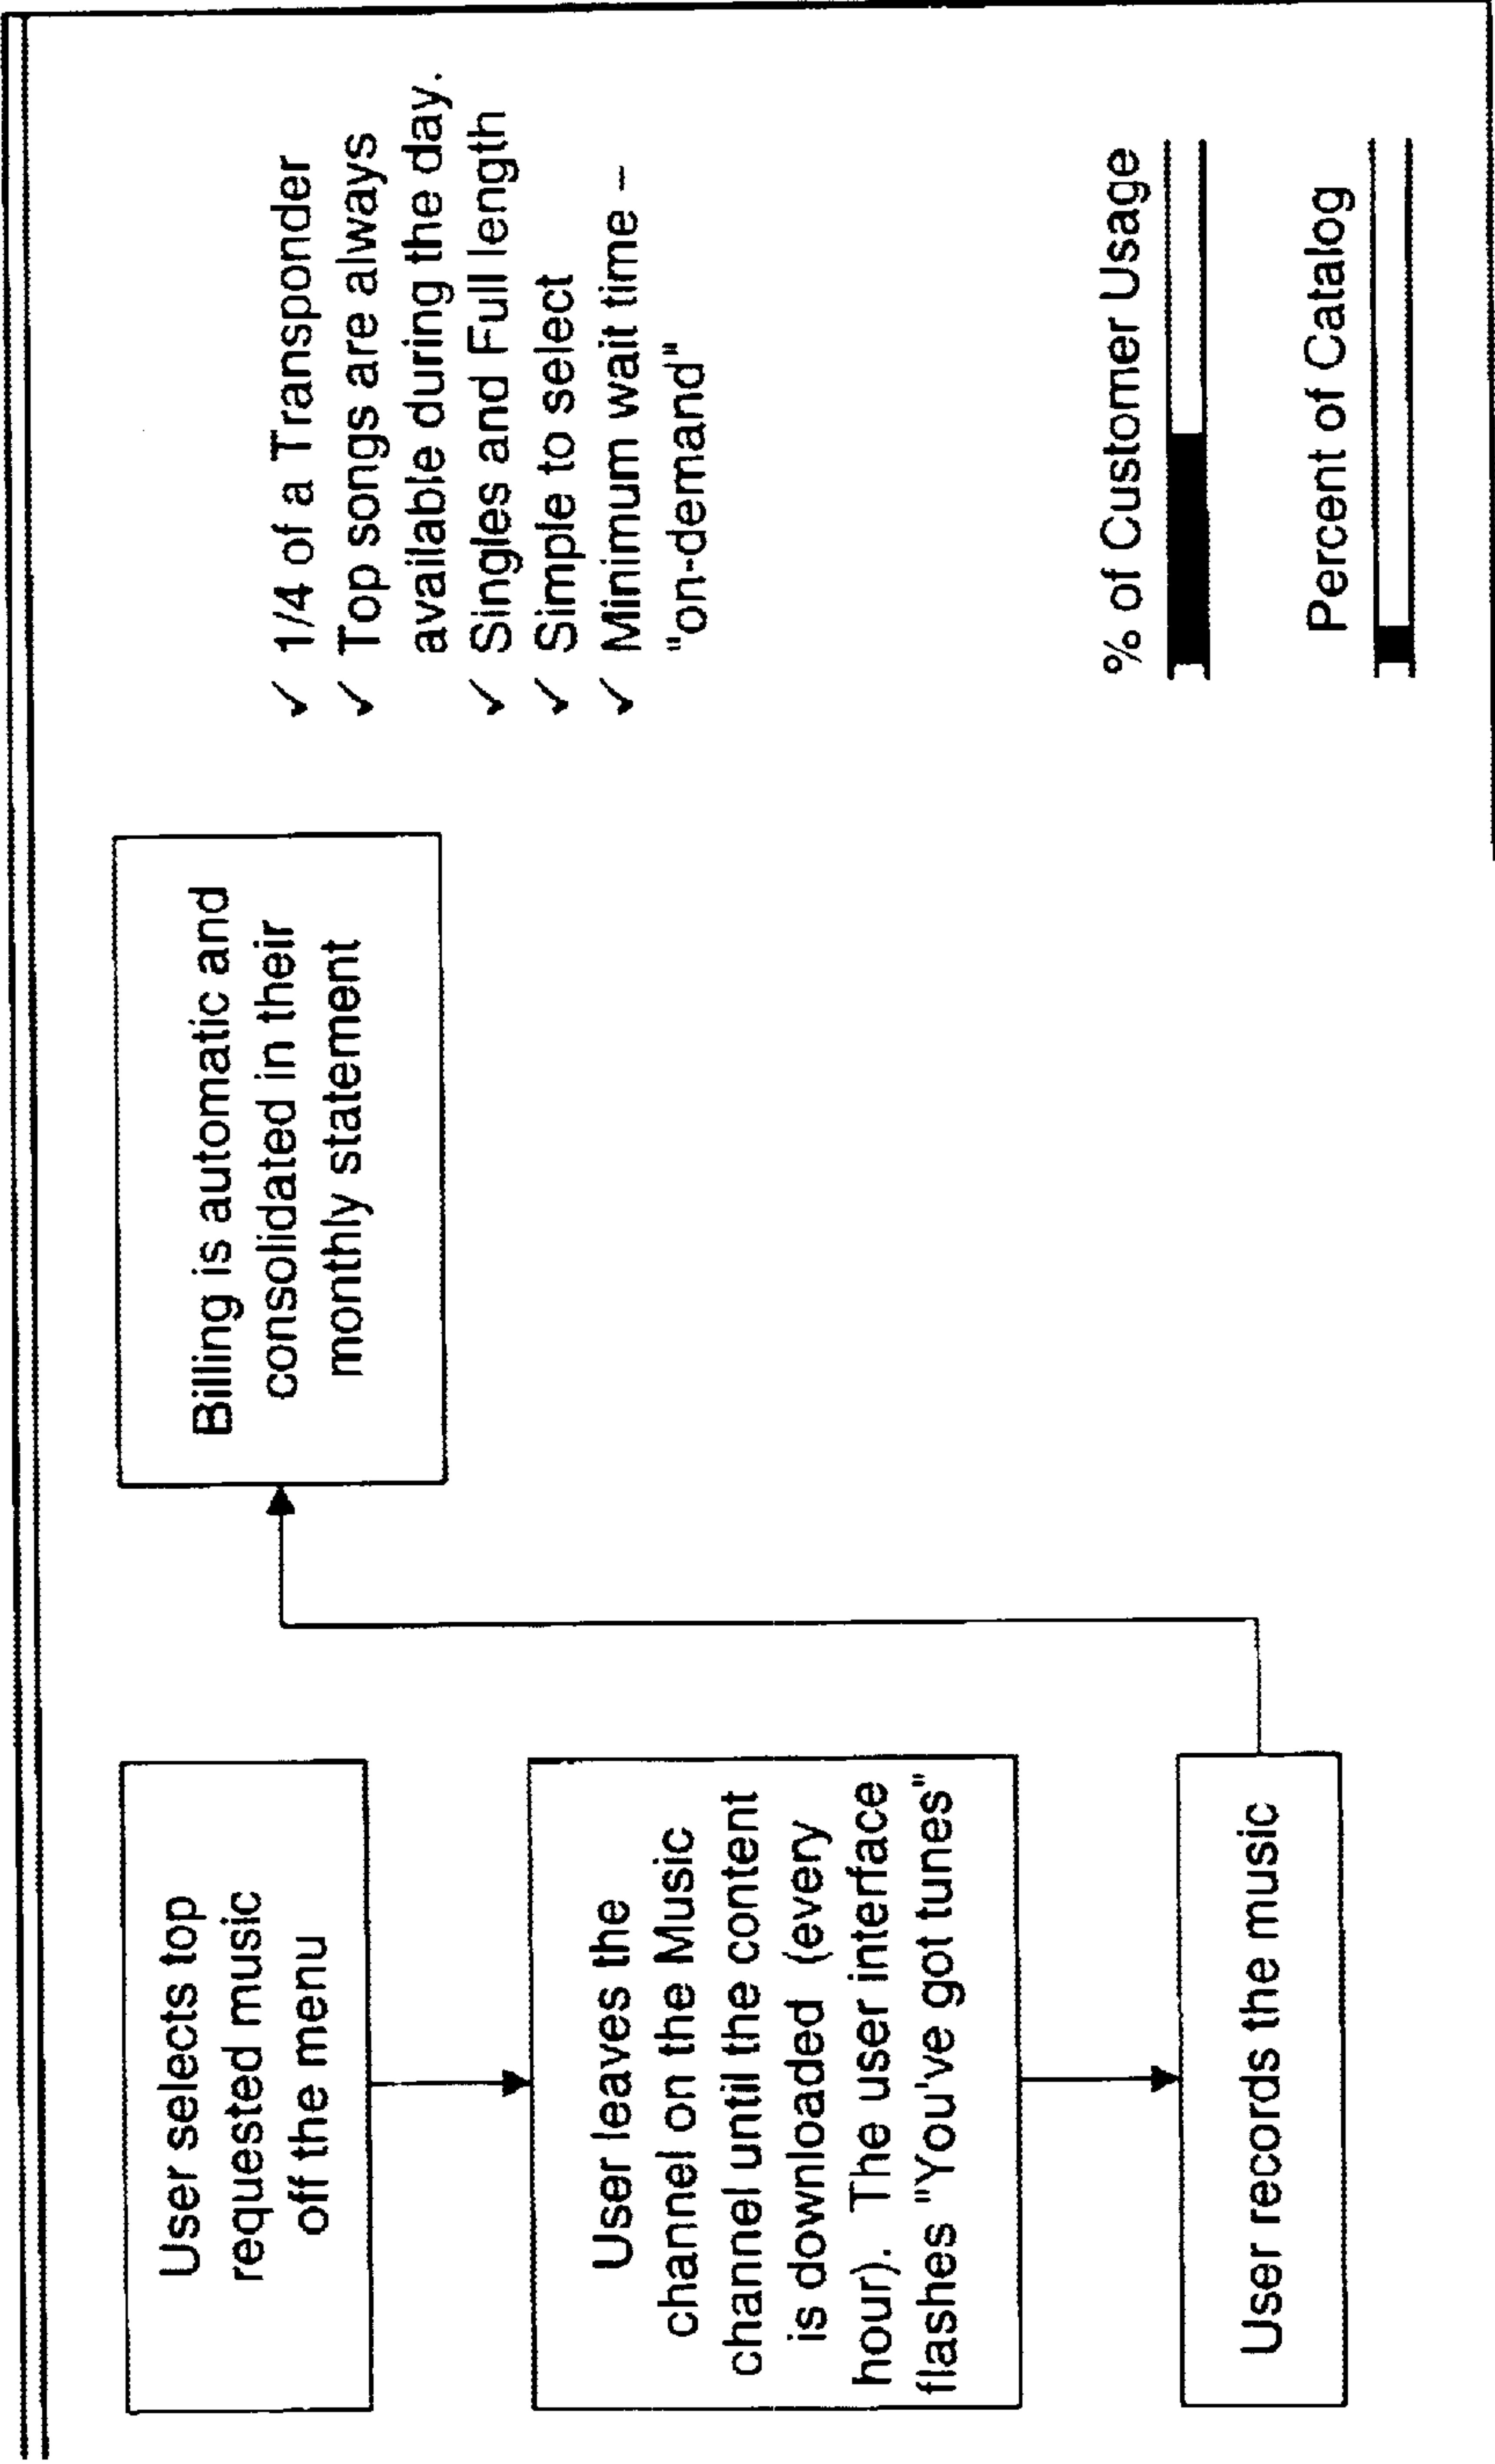 User selects top
requested music
off the menu
User leaves the
channel on the Music
channel until the content
is downloaded (every
hour). The user interface
flashes "You've got tunes"
User records the music
Billing is automatic and
consolidated in their
monthly statement
✓ 1/4 of a Transponder
✓ Top songs are always
available during the day.
✓ Singles and Full length
✓ Simple to select
✓ Minimum wait time –
"on-demand"
% of Customer Usage
Percent of Catalog